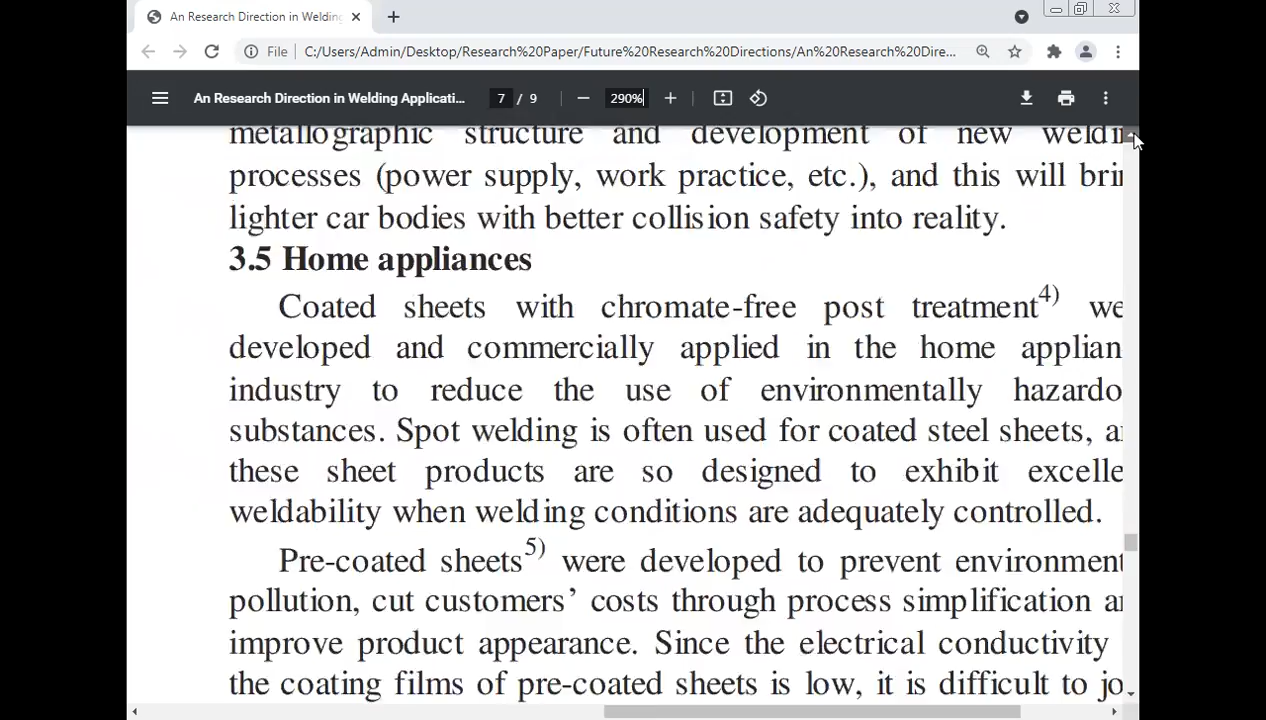 An Research Direction in Welding
File C:/Users/Admin/Desktop/Research%20Paper/Future%20Research%20Directions/An%20Research%20Dire...
An Research Direction in Welding Applicati... 7 / 9 290%
metallographic structure and development of new weldin
processes (power supply, work practice, etc.), and this will brin
lighter car bodies with better collision safety into reality.
3.5 Home appliances
Coated sheets with chromate-free post treatment4) we
developed and commercially applied in the home applian
industry to reduce the use of environmentally hazardo
substances. Spot welding is often used for coated steel sheets, a
these sheet products are so designed to exhibit excelle
weldability when welding conditions are adequately controlled.
Pre-coated sheets5) were developed to prevent environment
pollution, cut customers’ costs through process simplification a
improve product appearance. Since the electrical conductivity
the coating films of pre-coated sheets is low, it is difficult to jo